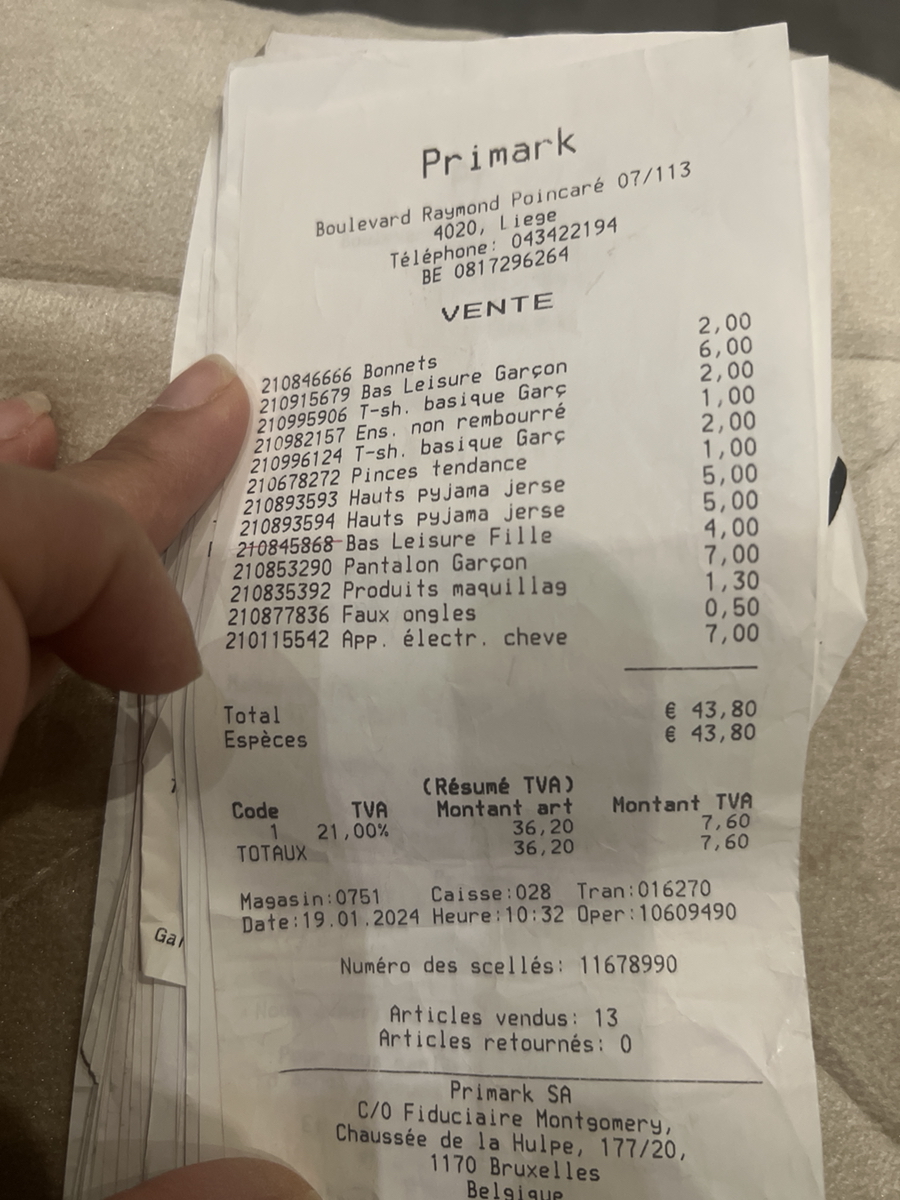 Primark
Boulevard Raymond Poincaré 07/113
4020, Liege
Téléphone: 043422194
BE 0817296264
VENTE
210846666 Bonnets 2,00
210915679 Bas Leisure Garçon 6,00
210995906 T-sh. basique Garç 2,00
210982157 Ens. non rembourré 1,00
210996124 T-sh. basique Garç 2,00
210678272 Pinces tendance 1,00
210893593 Hauts pyjama jerse 5,00
210893594 Hauts pyjama jerse 5,00
210845868 Bas Leisure Fille 4,00
210853290 Pantalon Garçon 7,00
210835392 Produits maquillag 1,30
210877836 Faux ongles 0,50
210115542 App. électr. cheve 7,00
Total € 43,80
Espèces € 43,80
(Résumé TVA)
Code TVA Montant art Montant TVA
1 21,00% 36,20 7,60
TOTAUX 36,20 7,60
Magasin:0751 Caisse:028 Tran:016270
Date:19.01.2024 Heure:10:32 Oper:10609490
Numéro des scellés: 11678990
Articles vendus: 13
Articles retournés: 0
Primark SA
C/O Fiduciaire Montgomery,
Chaussée de la Hulpe, 177/20,
1170 Bruxelles
Belgique